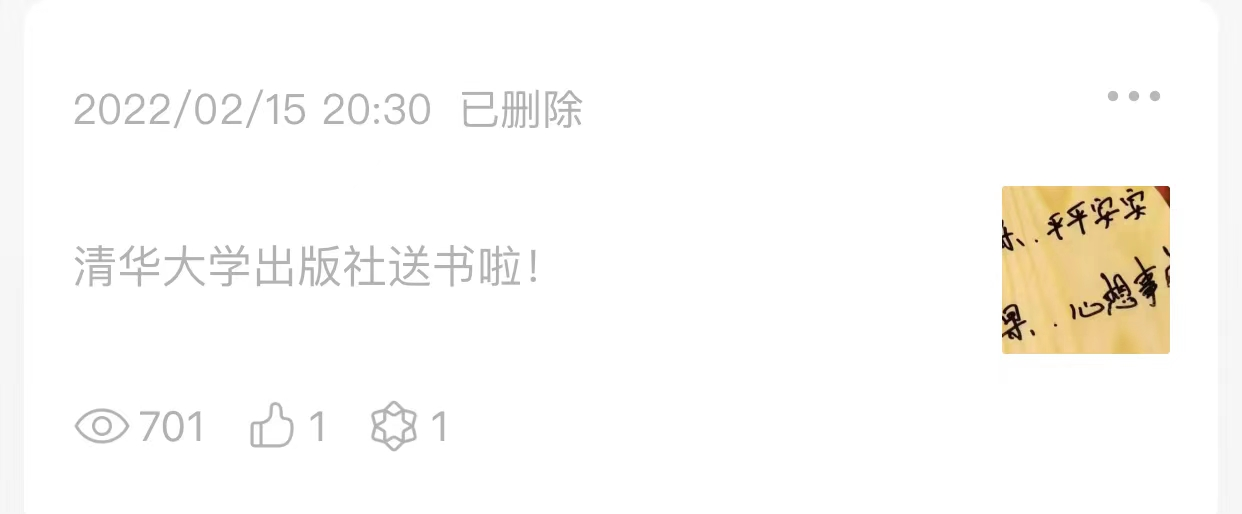 2022/02/15 20:30 已删除
清华大学出版社送书啦！
平平安安
心想事
701 1 1